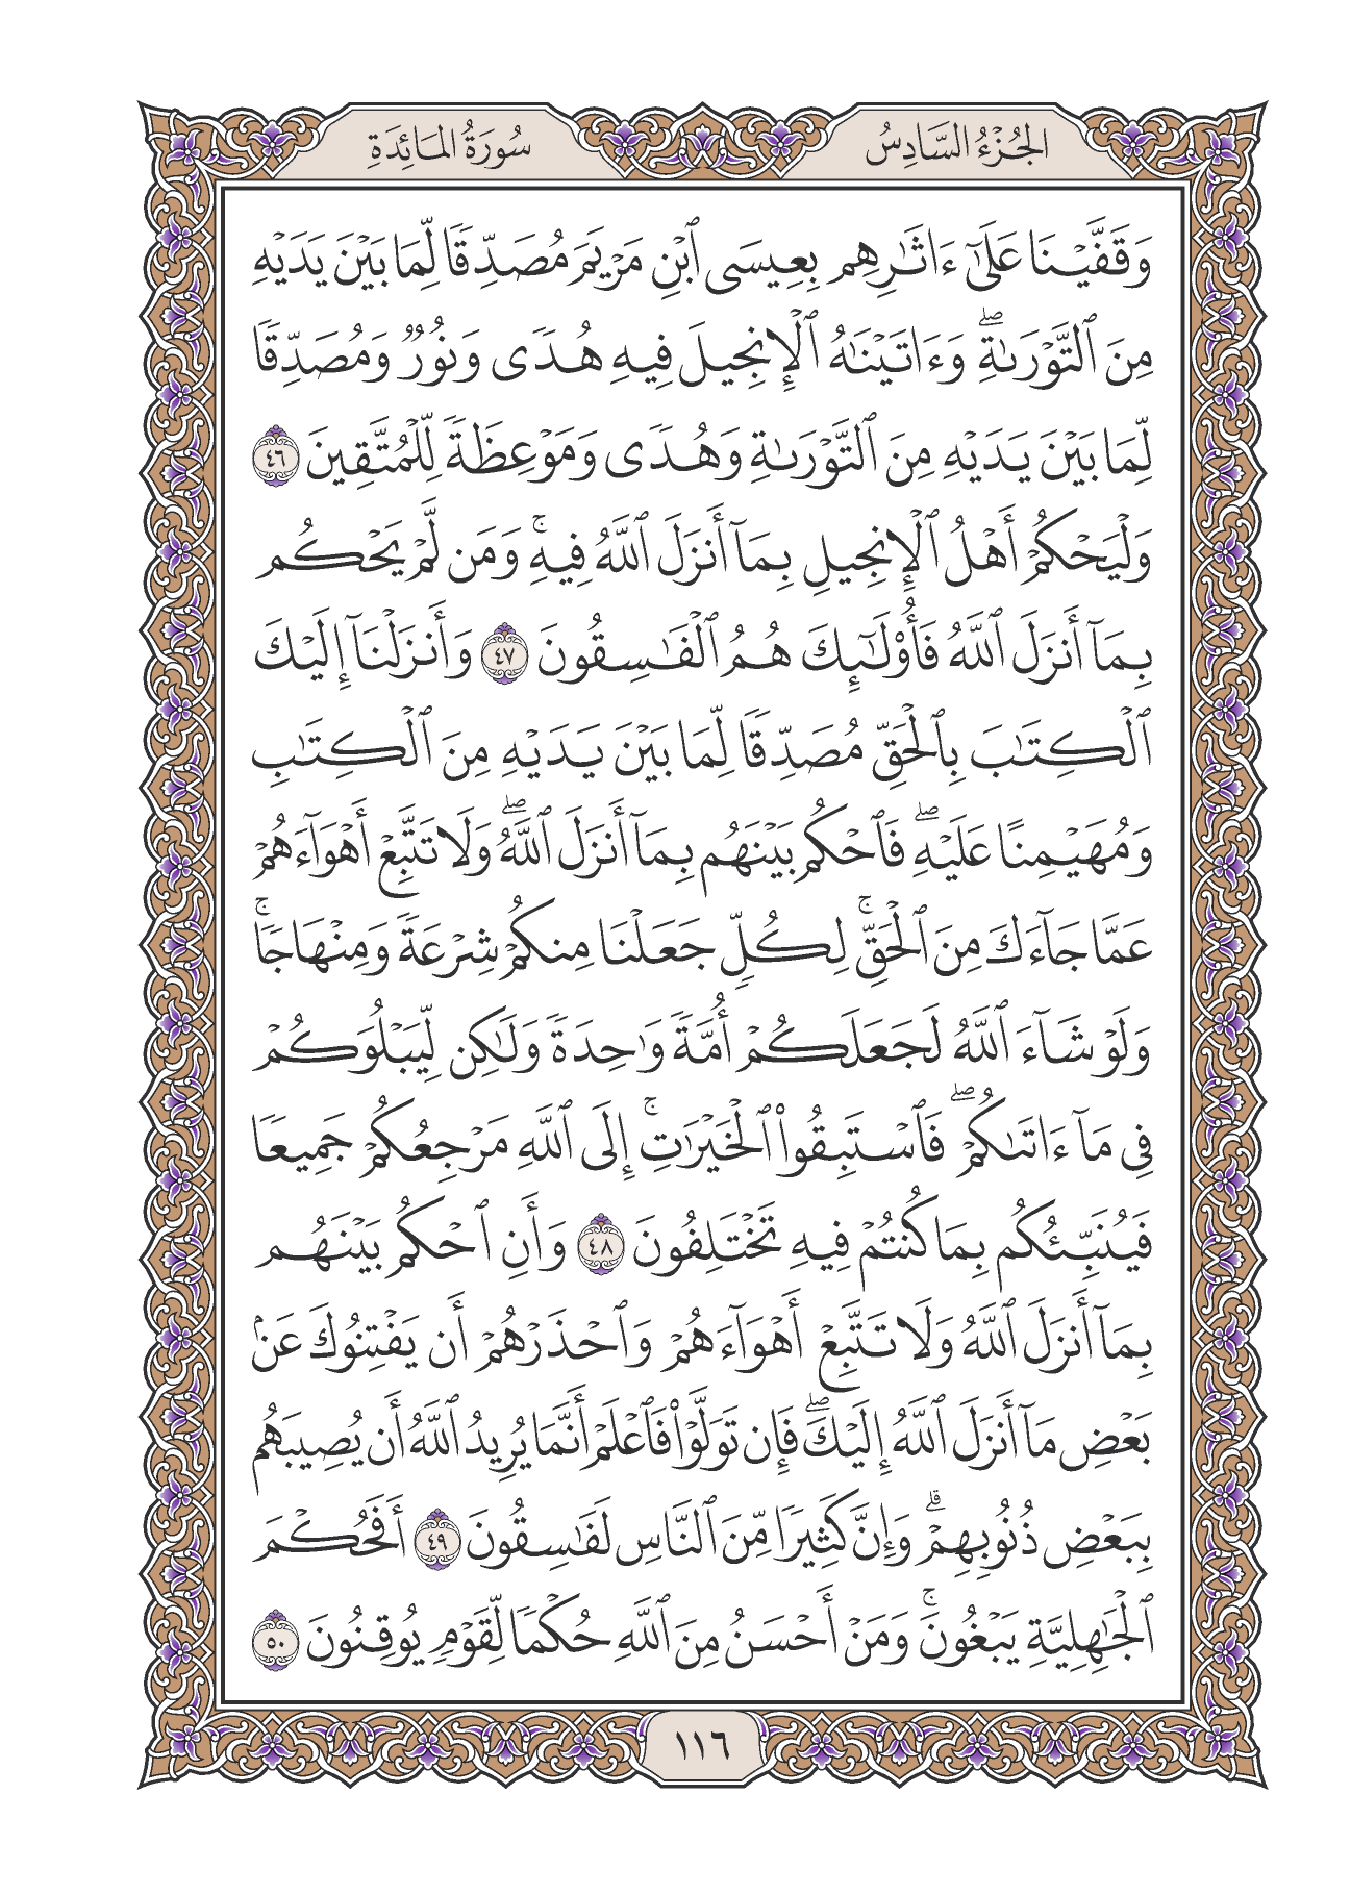 الجُزْءُ السَّادِسُ
سُورَةُ المَائِدَةِ
وَقَفَّيْنَا عَلَىٰٓ ءَاثَٰرِهِم بِعِيسَى ٱبْنِ مَرْيَمَ مُصَدِّقًا لِّمَا بَيْنَ يَدَيْهِ
مِنَ ٱلتَّوْرَىٰةِۖ وَءَاتَيْنَٰهُ ٱلْإِنجِيلَ فِيهِ هُدًى وَنُورٌ وَمُصَدِّقًا
لِّمَا بَيْنَ يَدَيْهِ مِنَ ٱلتَّوْرَىٰةِ وَهُدًى وَمَوْعِظَةً لِّلْمُتَّقِينَ ٤٦
وَلْيَحْكُمْ أَهْلُ ٱلْإِنجِيلِ بِمَآ أَنزَلَ ٱللَّهُ فِيهِۚ وَمَن لَّمْ يَحْكُم
بِمَآ أَنزَلَ ٱللَّهُ فَأُو۟لَٰٓئِكَ هُمُ ٱلْفَٰسِقُونَ ٤٧ وَأَنزَلْنَآ إِلَيْكَ
ٱلْكِتَٰبَ بِٱلْحَقِّ مُصَدِّقًا لِّمَا بَيْنَ يَدَيْهِ مِنَ ٱلْكِتَٰبِ
وَمُهَيْمِنًا عَلَيْهِۖ فَٱحْكُم بَيْنَهُم بِمَآ أَنزَلَ ٱللَّهُۖ وَلَا تَتَّبِعْ أَهْوَآءَهُمْ
عَمَّا جَآءَكَ مِنَ ٱلْحَقِّۚ لِكُلٍّ جَعَلْنَا مِنكُمْ شِرْعَةً وَمِنْهَاجًاۚ
وَلَوْ شَآءَ ٱللَّهُ لَجَعَلَكُمْ أُمَّةً وَٰحِدَةً وَلَٰكِن لِّيَبْلُوَكُمْ
فِى مَآ ءَاتَىٰكُمْۖ فَٱسْتَبِقُوا۟ ٱلْخَيْرَٰتِۚ إِلَى ٱللَّهِ مَرْجِعُكُمْ جَمِيعًا
فَيُنَبِّئُكُم بِمَا كُنتُمْ فِيهِ تَخْتَلِفُونَ ٤٨ وَأَنِ ٱحْكُم بَيْنَهُم
بِمَآ أَنزَلَ ٱللَّهُ وَلَا تَتَّبِعْ أَهْوَآءَهُمْ وَٱحْذَرْهُمْ أَن يَفْتِنُوكَ عَنۢ
بَعْضِ مَآ أَنزَلَ ٱللَّهُ إِلَيْكَۖ فَإِن تَوَلَّوْا۟ فَٱعْلَمْ أَنَّمَا يُرِيدُ ٱللَّهُ أَن يُصِيبَهُم
بِبَعْضِ ذُنُوبِهِمْۗ وَإِنَّ كَثِيرًا مِّنَ ٱلنَّاسِ لَفَٰسِقُونَ ٤٩ أَفَحُكْمَ
ٱلْجَٰهِلِيَّةِ يَبْغُونَۚ وَمَنْ أَحْسَنُ مِنَ ٱللَّهِ حُكْمًا لِّقَوْمٍ يُوقِنُونَ ٥٠
١١٦